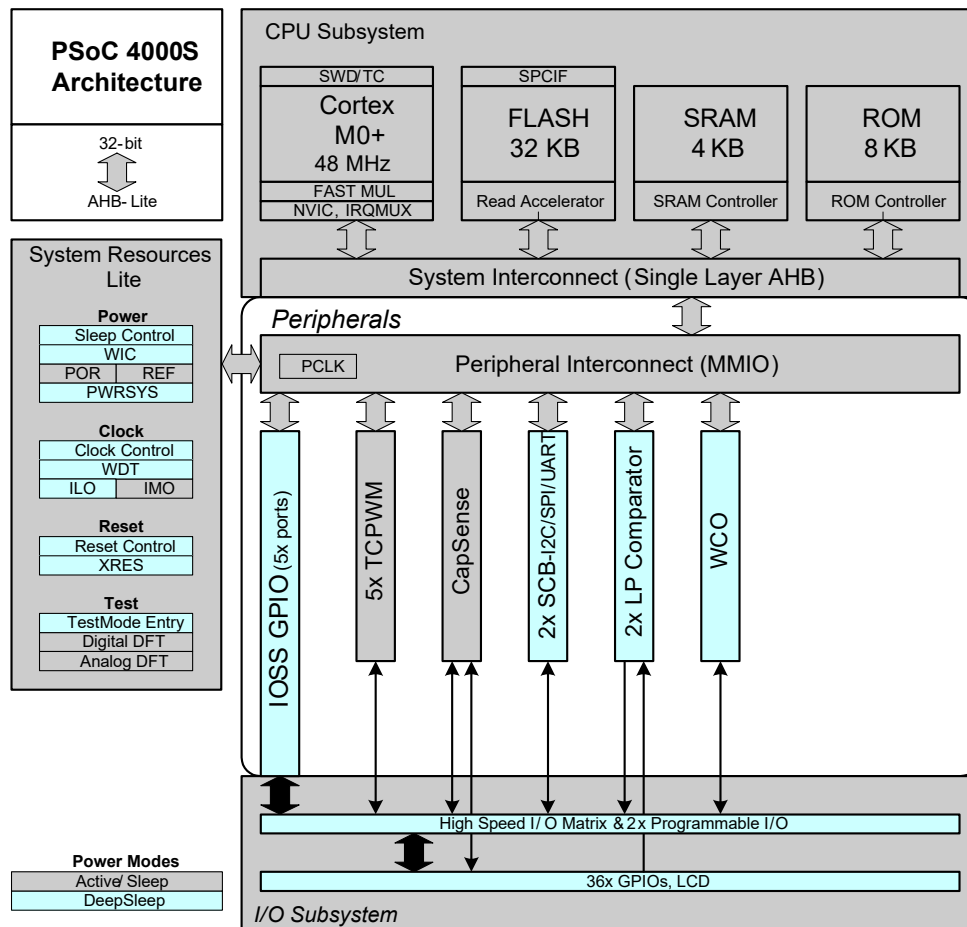 PSoC 4000S
Architecture
32-bit
AHB- Lite
CPU Subsystem
SWD/TC
Cortex
M0+
48 MHz
FAST MUL
NVIC, IRQMUX
SPCIF
FLASH
32 KB
Read Accelerator
SRAM
4 KB
SRAM Controller
ROM
8 KB
ROM Controller
System Interconnect (Single Layer AHB)
System Resources
Lite
Power
Sleep Control
WIC
POR
REF
PWRSYS
Clock
Clock Control
WDT
ILO
IMO
Reset
Reset Control
XRES
Test
TestMode Entry
Digital DFT
Analog DFT
Peripherals
PCLK
Peripheral Interconnect (MMIO)
IOSS GPIO (5x ports)
5x TCPWM
CapSense
2x SCB-I2C/SPI/UART
2x LP Comparator
WCO
High Speed I/O Matrix & 2x Programmable I/O
36x GPIOs, LCD
I/O Subsystem
Power Modes
Active/ Sleep
DeepSleep